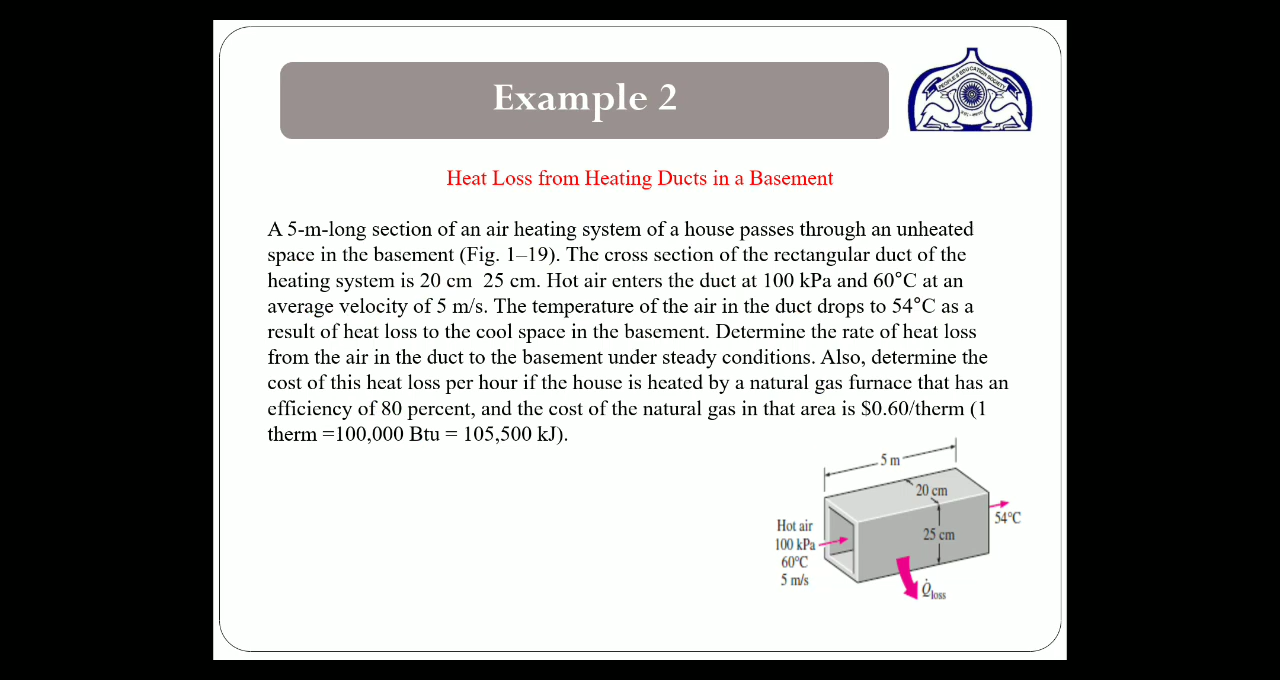 Example 2
PEOPLE'S EDUCATION SOCIETY
Heat Loss from Heating Ducts in a Basement
A 5-m-long section of an air heating system of a house passes through an unheated
space in the basement (Fig. 1–19). The cross section of the rectangular duct of the
heating system is 20 cm  25 cm. Hot air enters the duct at 100 kPa and 60°C at an
average velocity of 5 m/s. The temperature of the air in the duct drops to 54°C as a
result of heat loss to the cool space in the basement. Determine the rate of heat loss
from the air in the duct to the basement under steady conditions. Also, determine the
cost of this heat loss per hour if the house is heated by a natural gas furnace that has an
efficiency of 80 percent, and the cost of the natural gas in that area is $0.60/therm (1
therm =100,000 Btu = 105,500 kJ).
5 m
20 cm
25 cm
54°C
Hot air
100 kPa
60°C
5 m/s
Q̇loss